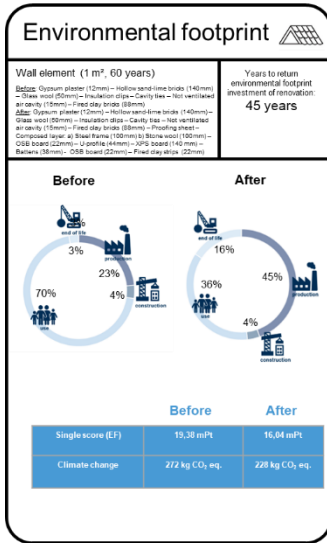 Environmental footprint
Wall element (1 m², 60 years)
Before: Gypsum plaster (12mm) – Hollow sand-lime bricks (140mm)
– Glass wool (50mm) – Insulation clips – Cavity ties – Not ventilated
air cavity (15mm) – Fired clay bricks (88mm)
After: Gypsum plaster (12mm) – Hollow sand-lime bricks (140mm) –
Glass wool (50mm) – Insulation clips – Cavity ties – Not ventilated
air cavity (15mm) – Fired clay bricks (88mm) – Proofing sheet –
Composed layer: a) Steel frame (100mm) b) Stone wool (100mm) –
OSB board (22mm) – U-profile (44mm) – XPS board (140 mm) –
Battens (38mm) - OSB board (22mm) – Fired clay strips (22mm)
Years to return
environmental footprint
investment of renovation:
45 years
Before
After
end of life
3%
23%
production
4%
construction
70%
use
end of life
16%
45%
production
36%
use
4%
construction
Before After
Single score (EF) 19,38 mPt 16,04 mPt
Climate change 272 kg CO₂ eq. 228 kg CO₂ eq.